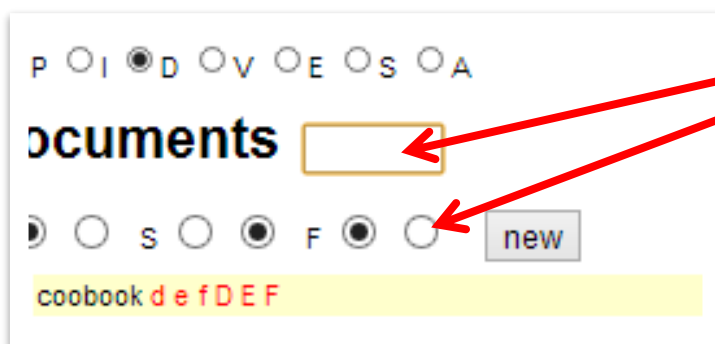 P I D V E S A
ocuments
S F new
coobook d e f D E F